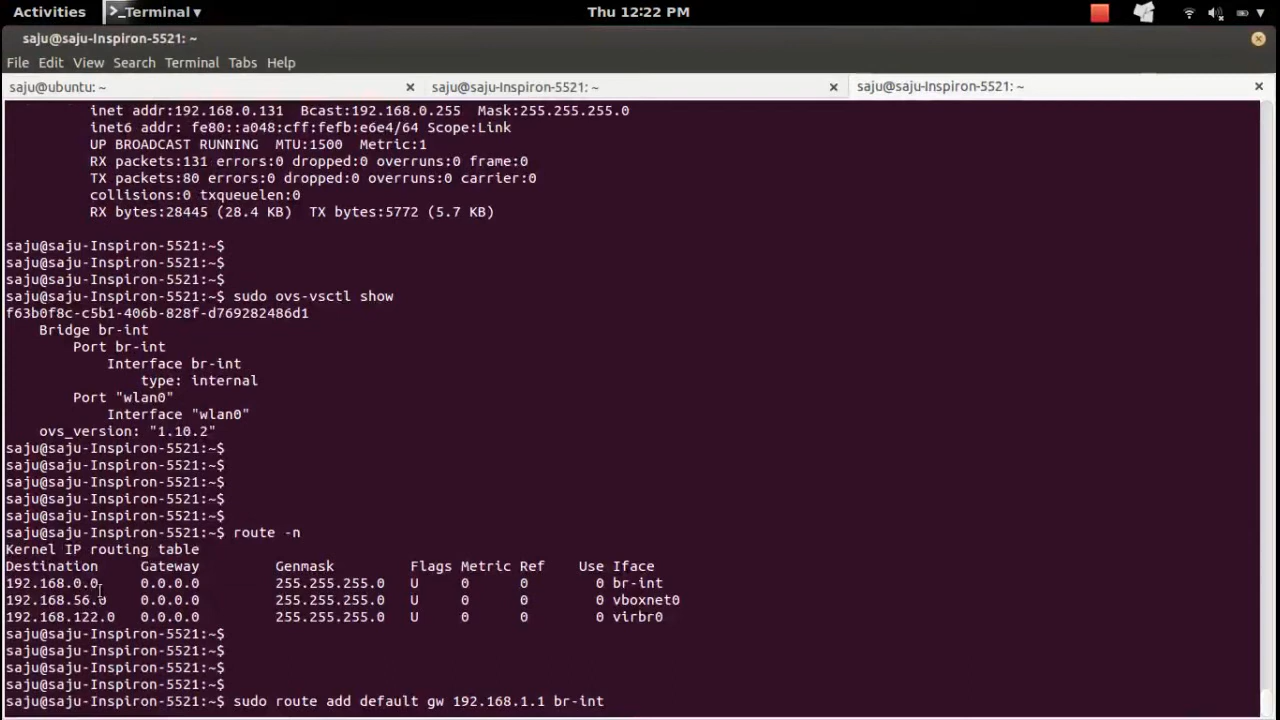 Activities
>_Terminal ▾
Thu 12:22 PM
saju@saju-Inspiron-5521: ~
File Edit View Search Terminal Tabs Help
saju@ubuntu: ~
saju@saju-Inspiron-5521: ~
saju@saju-Inspiron-5521: ~
inet addr:192.168.0.131 Bcast:192.168.0.255 Mask:255.255.255.0
inet6 addr: fe80::a048:cff:fefb:e6e4/64 Scope:Link
UP BROADCAST RUNNING MTU:1500 Metric:1
RX packets:131 errors:0 dropped:0 overruns:0 frame:0
TX packets:80 errors:0 dropped:0 overruns:0 carrier:0
collisions:0 txqueuelen:0
RX bytes:28445 (28.4 KB) TX bytes:5772 (5.7 KB)
saju@saju-Inspiron-5521:~$
saju@saju-Inspiron-5521:~$
saju@saju-Inspiron-5521:~$
saju@saju-Inspiron-5521:~$ sudo ovs-vsctl show
f63b0f8c-c5b1-406b-828f-d769282486d1
Bridge br-int
Port br-int
Interface br-int
type: internal
Port "wlan0"
Interface "wlan0"
ovs_version: "1.10.2"
saju@saju-Inspiron-5521:~$
saju@saju-Inspiron-5521:~$
saju@saju-Inspiron-5521:~$
saju@saju-Inspiron-5521:~$
saju@saju-Inspiron-5521:~$
saju@saju-Inspiron-5521:~$ route -n
Kernel IP routing table
Destination Gateway Genmask Flags Metric Ref Use Iface
192.168.0.0 0.0.0.0 255.255.255.0 U 0 0 0 br-int
192.168.56.0 0.0.0.0 255.255.255.0 U 0 0 0 vboxnet0
192.168.122.0 0.0.0.0 255.255.255.0 U 0 0 0 virbr0
saju@saju-Inspiron-5521:~$
saju@saju-Inspiron-5521:~$
saju@saju-Inspiron-5521:~$
saju@saju-Inspiron-5521:~$
saju@saju-Inspiron-5521:~$ sudo route add default gw 192.168.1.1 br-int